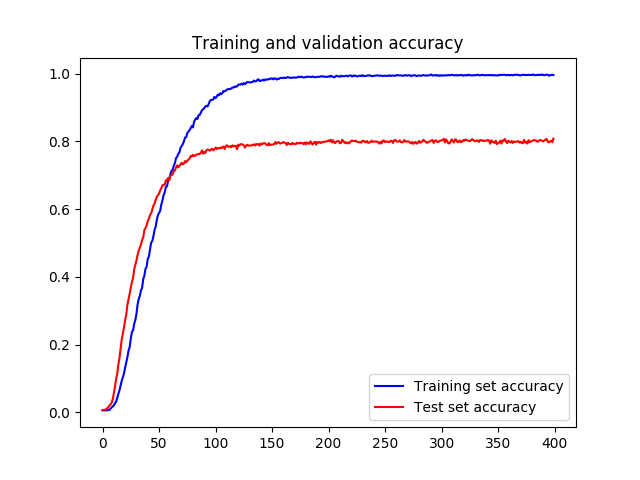 Training and validation accuracy
1.0
0.8
0.6
0.4
0.2
0.0
0 50 100 150 200 250 300 350 400
Training set accuracy
Test set accuracy